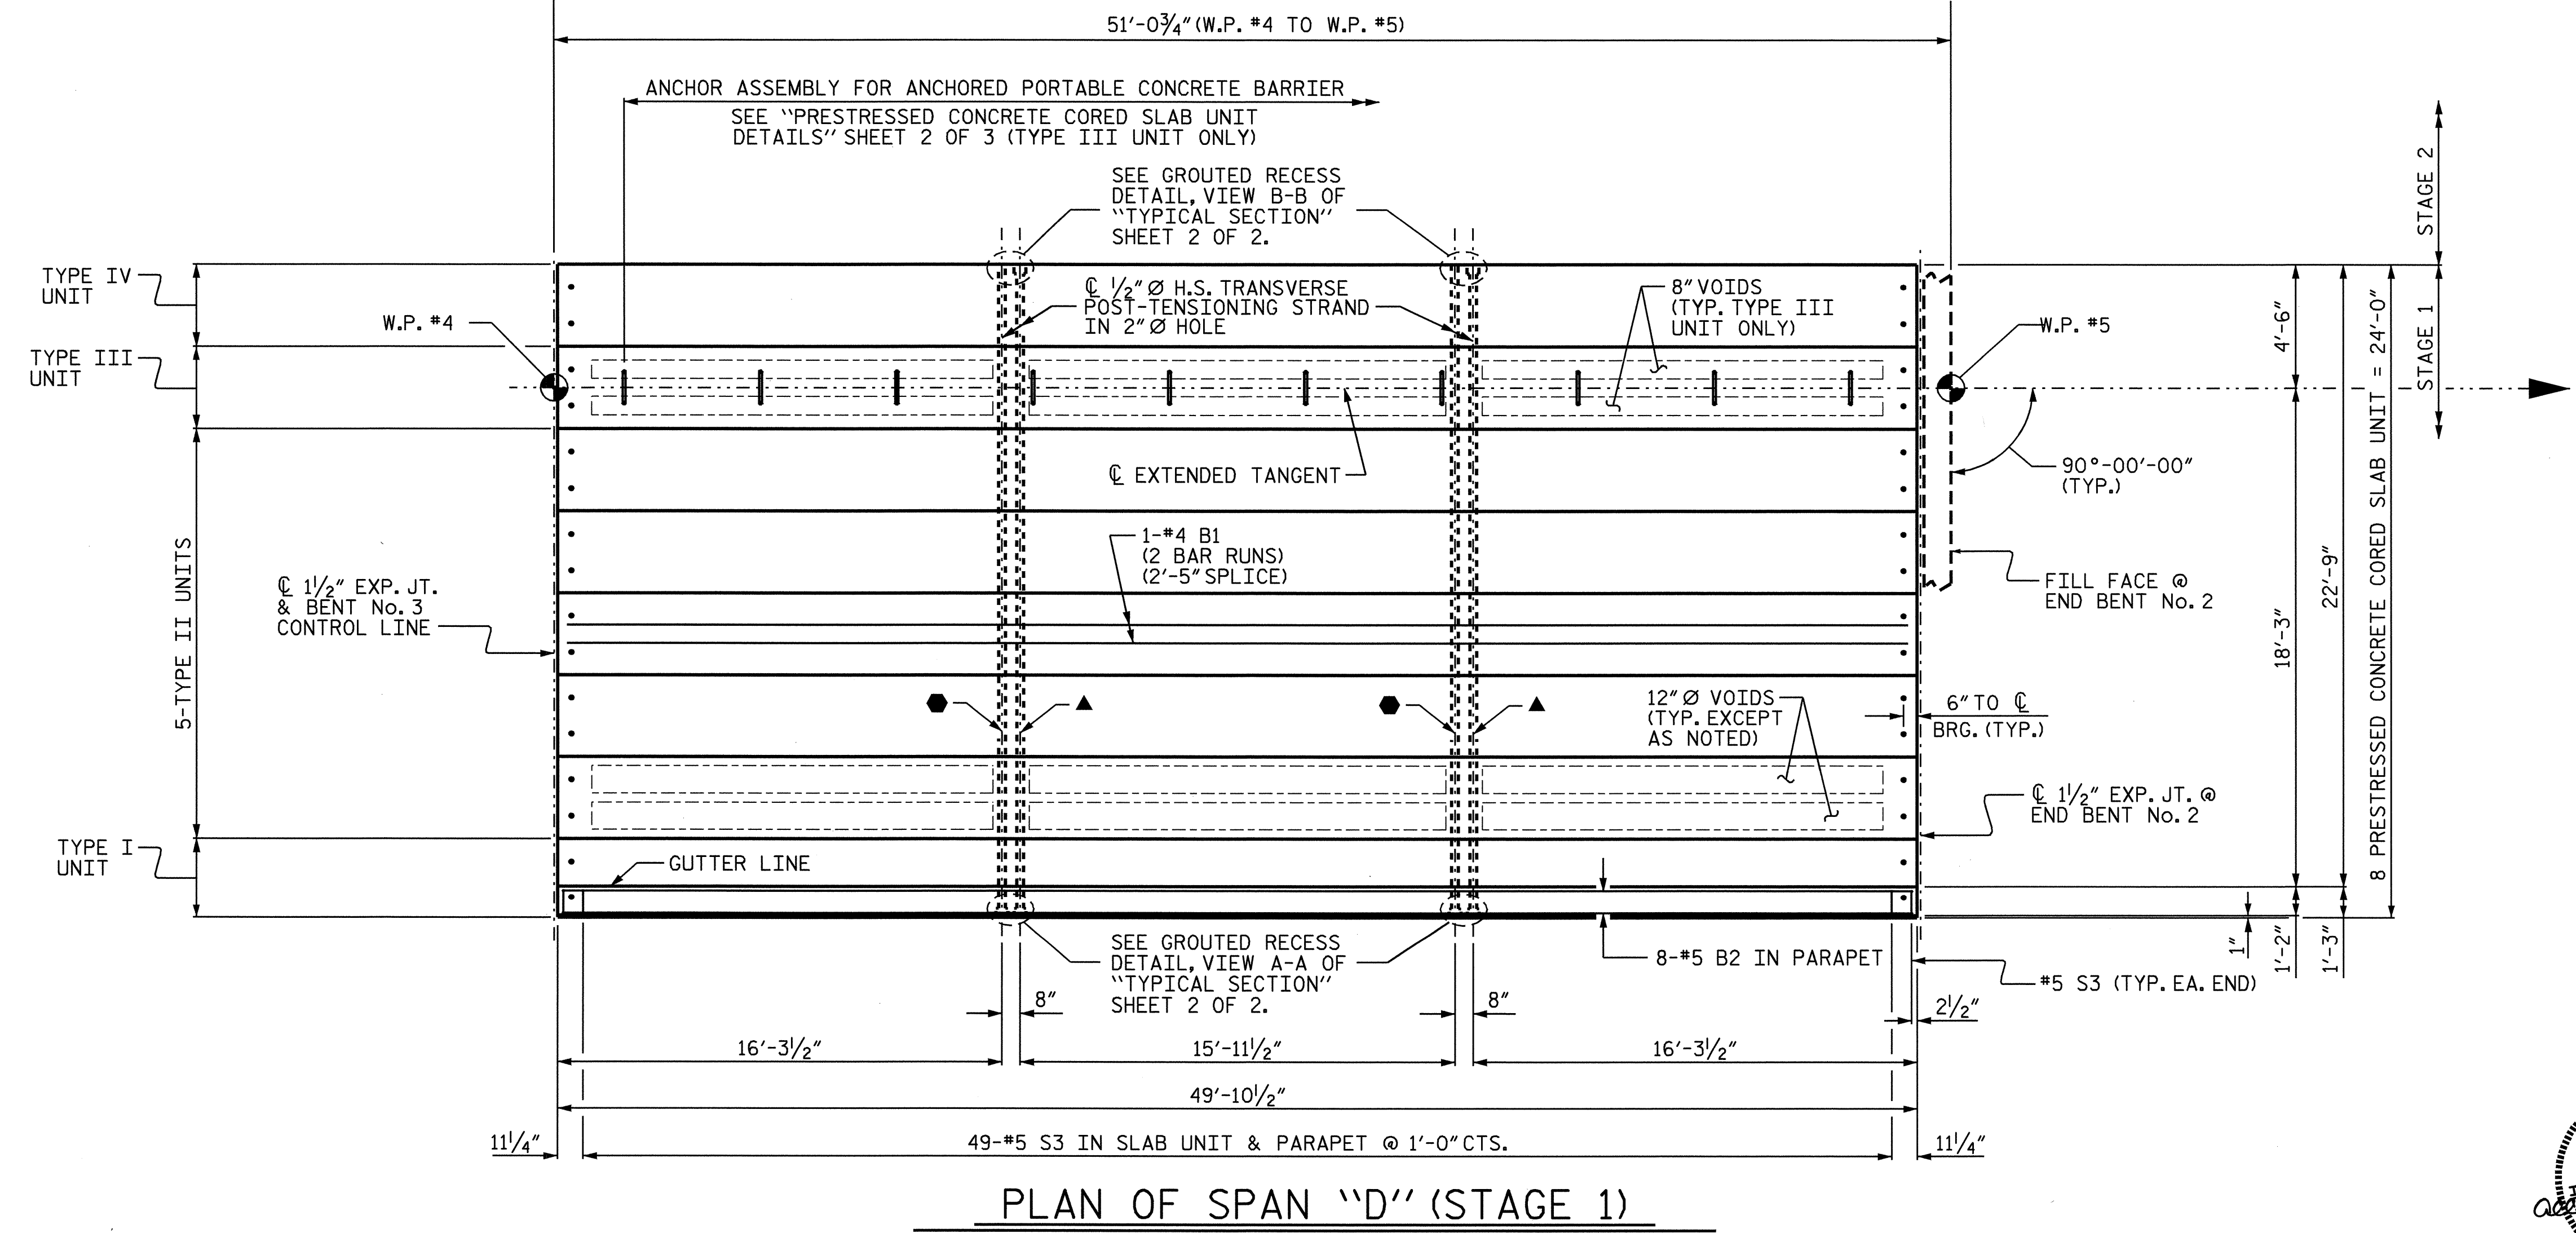 51'-0¾" (W.P. #4 TO W.P. #5)
ANCHOR ASSEMBLY FOR ANCHORED PORTABLE CONCRETE BARRIER
SEE "PRESTRESSED CONCRETE CORED SLAB UNIT
DETAILS" SHEET 2 OF 3 (TYPE III UNIT ONLY)
SEE GROUTED RECESS
DETAIL, VIEW B-B OF
"TYPICAL SECTION"
SHEET 2 OF 2.
STAGE 2
STAGE 1
TYPE IV
UNIT
TYPE III
UNIT
W.P. #4
℄ ½" Ø H.S. TRANSVERSE
POST-TENSIONING STRAND
IN 2" Ø HOLE
8" VOIDS
(TYP. TYPE III
UNIT ONLY)
W.P. #5
4'-6"
℄ EXTENDED TANGENT
90°-00'-00"
(TYP.)
1-#4 B1
(2 BAR RUNS)
(2'-5" SPLICE)
5-TYPE II UNITS
℄ 1½" EXP. JT.
& BENT No. 3
CONTROL LINE
FILL FACE @
END BENT No. 2
18'-3"
22'-9"
8 PRESTRESSED CONCRETE CORED SLAB UNIT = 24'-0"
12" Ø VOIDS
(TYP. EXCEPT
AS NOTED)
6" TO ℄
BRG. (TYP.)
℄ 1½" EXP. JT. @
END BENT No. 2
TYPE I
UNIT
GUTTER LINE
SEE GROUTED RECESS
DETAIL, VIEW A-A OF
"TYPICAL SECTION"
SHEET 2 OF 2.
8-#5 B2 IN PARAPET
#5 S3 (TYP. EA. END)
1"
1'-2"
1'-3"
8"
8"
2½"
16'-3½"
15'-11½"
16'-3½"
49'-10½"
11¼"
49-#5 S3 IN SLAB UNIT & PARAPET @ 1'-0" CTS.
11¼"
PLAN OF SPAN "D" (STAGE 1)